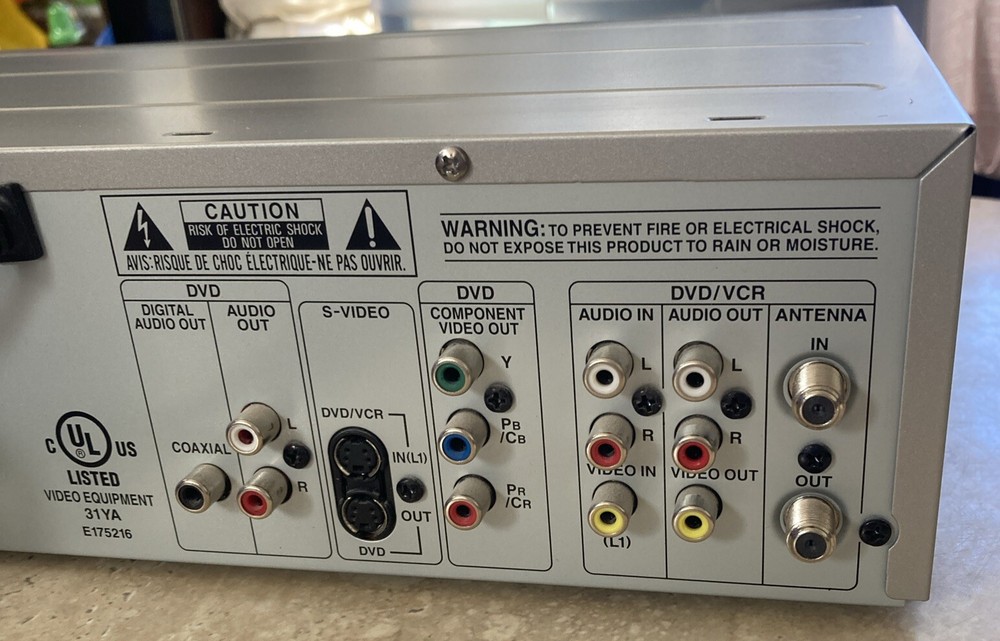 CAUTION
RISK OF ELECTRIC SHOCK
DO NOT OPEN
AVIS: RISQUE DE CHOC ÉLECTRIQUE-NE PAS OUVRIR.
WARNING: TO PREVENT FIRE OR ELECTRICAL SHOCK,
DO NOT EXPOSE THIS PRODUCT TO RAIN OR MOISTURE.
DVD
DIGITAL
AUDIO OUT
AUDIO
OUT
COAXIAL
L
R
S-VIDEO
DVD/VCR
IN(L1)
OUT
DVD
DVD
COMPONENT
VIDEO OUT
Y
PB
/CB
PR
/CR
DVD/VCR
AUDIO IN
L
R
VIDEO IN
(L1)
AUDIO OUT
L
R
VIDEO OUT
ANTENNA
IN
OUT
C UL US
®
LISTED
VIDEO EQUIPMENT
31YA
E175216